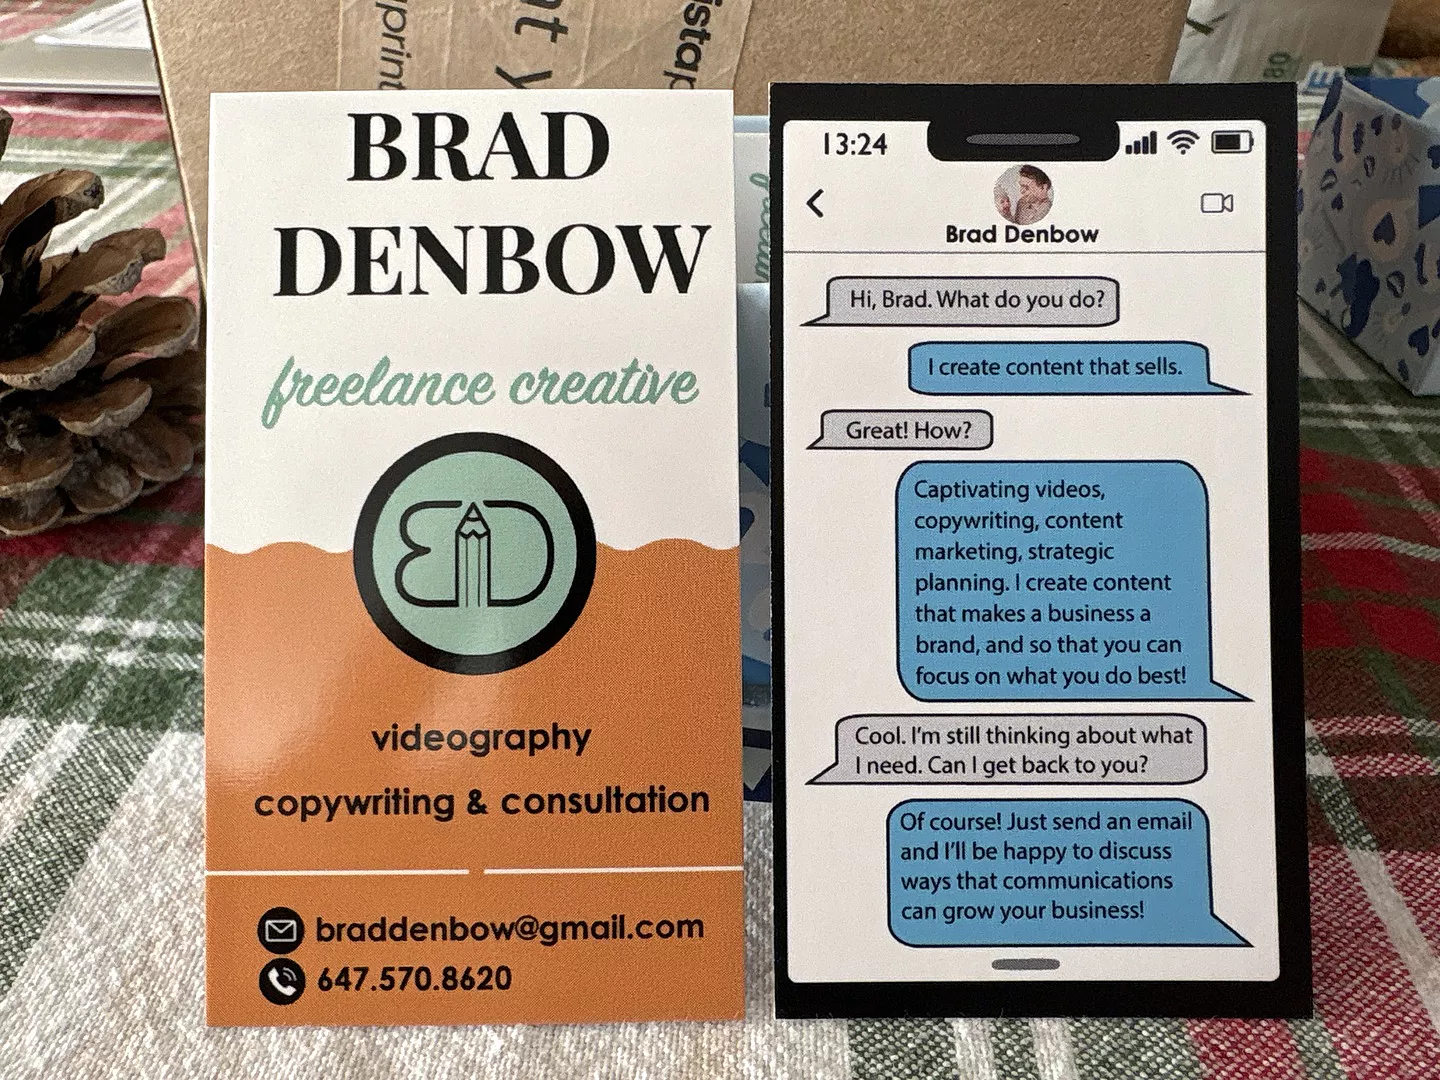 print
t y
istap
BRAD
DENBOW
freelance creative
BD
videography
copywriting & consultation
braddenbow@gmail.com
647.570.8620
13:24
Brad Denbow
Hi, Brad. What do you do?
I create content that sells.
Great! How?
Captivating videos,
copywriting, content
marketing, strategic
planning. I create content
that makes a business a
brand, and so that you can
focus on what you do best!
Cool. I'm still thinking about what
I need. Can I get back to you?
Of course! Just send an email
and I'll be happy to discuss
ways that communications
can grow your business!